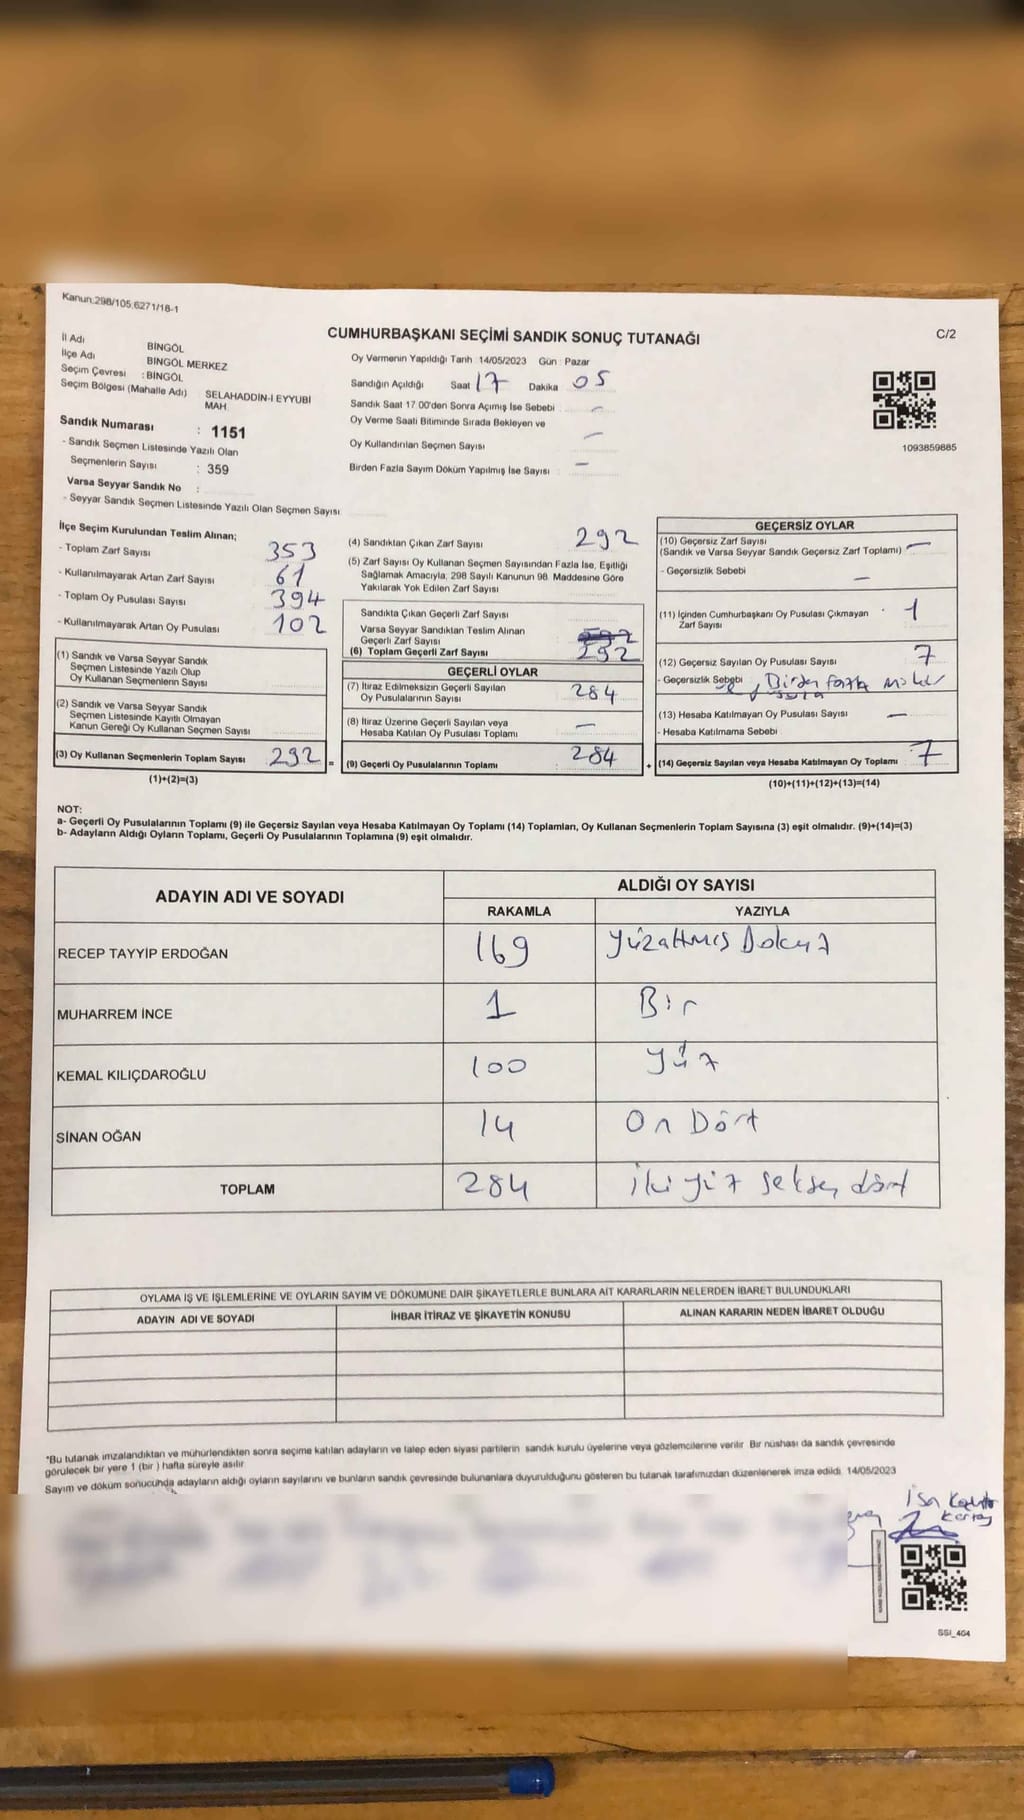 Kanun:298/105.6271/18-1
CUMHURBAŞKANI SEÇİMİ SANDIK SONUÇ TUTANAĞI
C/2
İl Adı BİNGÖL
İlçe Adı BİNGÖL MERKEZ
Seçim Çevresi : BİNGÖL
Seçim Bölgesi (Mahalle Adı) SELAHADDİN-İ EYYUBİ
MAH
Sandık Numarası : 1151
- Sandık Seçmen Listesinde Yazılı Olan
Seçmenlerin Sayısı : 359
Varsa Seyyar Sandık No :
- Seyyar Sandık Seçmen Listesinde Yazılı Olan Seçmen Sayısı
Oy Vermenin Yapıldığı Tarih 14/05/2023 Gün : Pazar
Sandığın Açıldığı Saat 17 Dakika 05
Sandık Saat 17:00'den Sonra Açımış İse Sebebi : –
Oy Verme Saati Bitiminde Sırada Bekleyen ve
Oy Kullandırılan Seçmen Sayısı –
Birden Fazla Sayım Döküm Yapılmış İse Sayısı : –
1093859885
İlçe Seçim Kurulundan Teslim Alınan;
- Toplam Zarf Sayısı 353
- Kullanılmayarak Artan Zarf Sayısı 61
- Toplam Oy Pusulası Sayısı 394
- Kullanılmayarak Artan Oy Pusulası 102
(1) Sandık ve Varsa Seyyar Sandık
Seçmen Listesinde Yazılı Olup
Oy Kullanan Seçmenlerin Sayısı
(2) Sandık ve Varsa Seyyar Sandık
Seçmen Listesinde Kayıtlı Olmayan
Kanun Gereği Oy Kullanan Seçmen Sayısı
(3) Oy Kullanan Seçmenlerin Toplam Sayısı 292 =
(1)+(2)=(3)
(4) Sandıktan Çıkan Zarf Sayısı 292
(5) Zarf Sayısı Oy Kullanan Seçmen Sayısından Fazla İse, Eşitliği
Sağlamak Amacıyla, 298 Sayılı Kanunun 98. Maddesine Göre
Yakılarak Yok Edilen Zarf Sayısı
Sandıkta Çıkan Geçerli Zarf Sayısı
Varsa Seyyar Sandıktan Teslim Alınan
Geçerli Zarf Sayısı
(6) Toplam Geçerli Zarf Sayısı 292
GEÇERLİ OYLAR
(7) İtiraz Edilmeksizin Geçerli Sayılan
Oy Pusulalarının Sayısı : 284
(8) İtiraz Üzerine Geçerli Sayılan veya
Hesaba Katılan Oy Pusulası Toplamı : –
(9) Geçerli Oy Pusulalarının Toplamı : 284 +
GEÇERSİZ OYLAR
(10) Geçersiz Zarf Sayısı
(Sandık ve Varsa Seyyar Sandık Geçersiz Zarf Toplamı) –
- Geçersizlik Sebebi –
(11) İçinden Cumhurbaşkanı Oy Pusulası Çıkmayan
Zarf Sayısı 1
(12) Geçersiz Sayılan Oy Pusulası Sayısı 7
- Geçersizlik Sebebi Birden fazla
(13) Hesaba Katılmayan Oy Pusulası Sayısı –
- Hesaba Katılmama Sebebi
(14) Geçersiz Sayılan veya Hesaba Katılmayan Oy Toplamı : 7
(10)+(11)+(12)+(13)=(14)
NOT:
a- Geçerli Oy Pusulalarının Toplamı (9) ile Geçersiz Sayılan veya Hesaba Katılmayan Oy Toplamı (14) Toplamları, Oy Kullanan Seçmenlerin Toplam Sayısına (3) eşit olmalıdır. (9)+(14)=(3)
b- Adayların Aldığı Oyların Toplamı, Geçerli Oy Pusulalarının Toplamına (9) eşit olmalıdır.
ADAYIN ADI VE SOYADI ALDIĞI OY SAYISI
RAKAMLA YAZIYLA
RECEP TAYYİP ERDOĞAN 169 Yüzaltmış Dokuz
MUHARREM İNCE 1 Bir
KEMAL KILIÇDAROĞLU 100 Yüz
SİNAN OĞAN 14 On Dört
TOPLAM 284 İki yüz seksen dört
OYLAMA İŞ VE İŞLEMLERİNE VE OYLARIN SAYIM VE DÖKÜMÜNE DAİR ŞİKAYETLERLE BUNLARA AİT KARARLARIN NELERDEN İBARET BULUNDUKLARI
ADAYIN ADI VE SOYADI İHBAR İTİRAZ VE ŞİKAYETİN KONUSU ALINAN KARARIN NEDEN İBARET OLDUĞU
*Bu tutanak imzalandıktan ve mühürlendikten sonra seçime katılan adayların ve talep eden siyasi partilerin sandık kurulu üyelerine veya gözlemcilerine verilir. Bir nüshası da sandık çevresinde
görülecek bir yere 1 (bir ) hafta süreyle asılır.
Sayım ve döküm sonucunda adayların aldığı oyların sayılarını ve bunların sandık çevresinde bulunanlara duyurulduğunu gösteren bu tutanak tarafımızdan düzenlenerek imza edildi. 14/05/2023
İsa
SSI_404